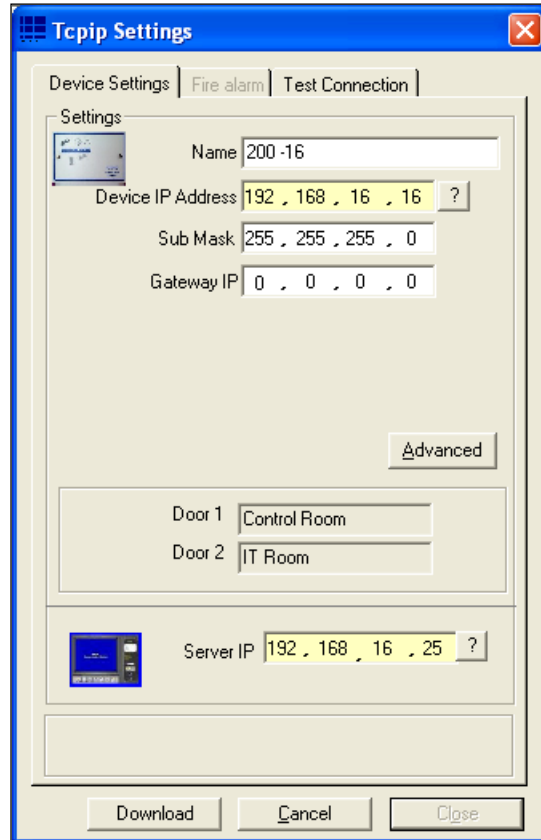 Tcpip Settings
Device Settings Fire alarm Test Connection
Settings
Name 200 -16
Device IP Address 192 . 168 . 16 . 16 ?
Sub Mask 255 . 255 . 255 . 0
Gateway IP 0 . 0 . 0 . 0
Advanced
Door 1 Control Room
Door 2 IT Room
Server IP 192 . 168 . 16 . 25 ?
Download Cancel Close